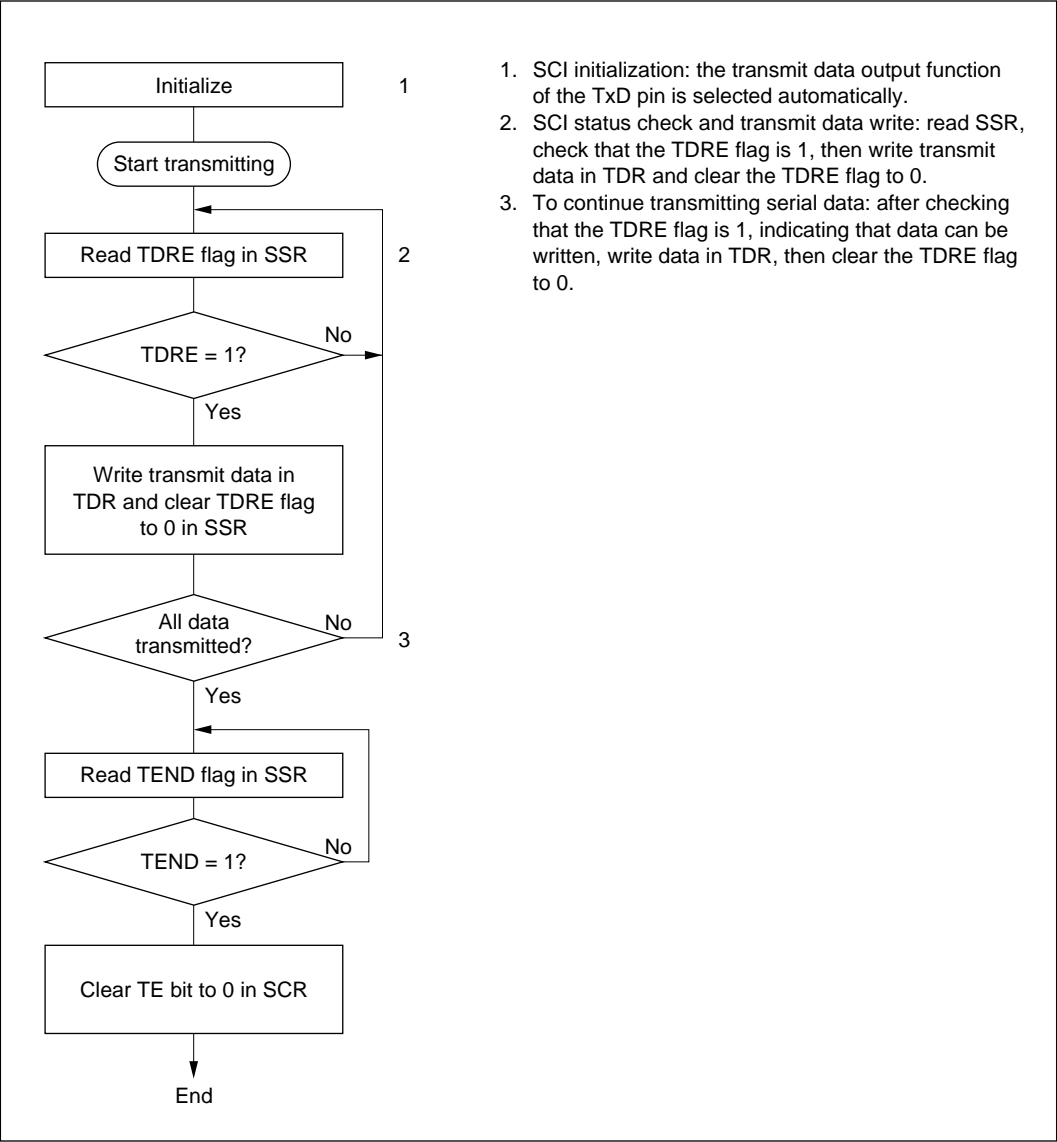 Initialize
1
Start transmitting
Read TDRE flag in SSR
2
TDRE = 1?
No
Yes
Write transmit data in
TDR and clear TDRE flag
to 0 in SSR
All data
transmitted?
No
3
Yes
Read TEND flag in SSR
TEND = 1?
No
Yes
Clear TE bit to 0 in SCR
End
1. SCI initialization: the transmit data output function
of the TxD pin is selected automatically.
2. SCI status check and transmit data write: read SSR,
check that the TDRE flag is 1, then write transmit
data in TDR and clear the TDRE flag to 0.
3. To continue transmitting serial data: after checking
that the TDRE flag is 1, indicating that data can be
written, write data in TDR, then clear the TDRE flag
to 0.